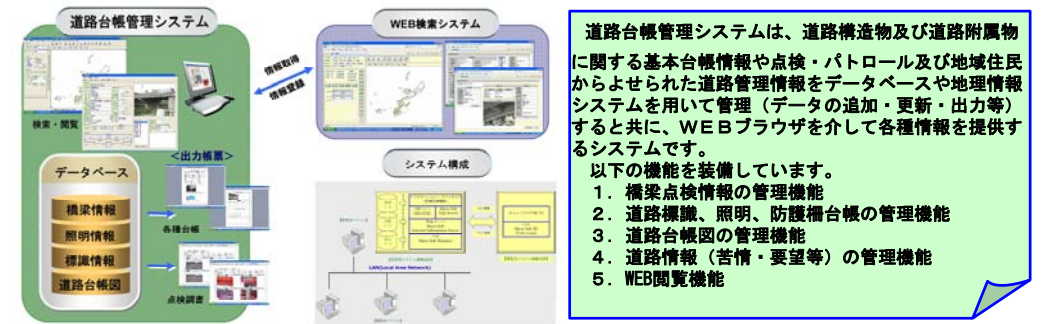 道路台帳管理システム
検索・閲覧
<出力帳票>
データベース
橋梁情報
照明情報
標識情報
道路台帳図
各種台帳
点検調書
情報取得
情報登録
WEB検索システム
システム構成
LAN(Local Area Network)
道路台帳管理システムは、道路構造物及び道路附属物
に関する基本台帳情報や点検・パトロール及び地域住民
からよせられた道路管理情報をデータベースや地理情報
システムを用いて管理（データの追加・更新・出力等）
すると共に、ＷＥＢブラウザを介して各種情報を提供す
るシステムです。
以下の機能を装備しています。
１．橋梁点検情報の管理機能
２．道路標識、照明、防護柵台帳の管理機能
３．道路台帳図の管理機能
４．道路情報（苦情・要望等）の管理機能
５．WEB閲覧機能